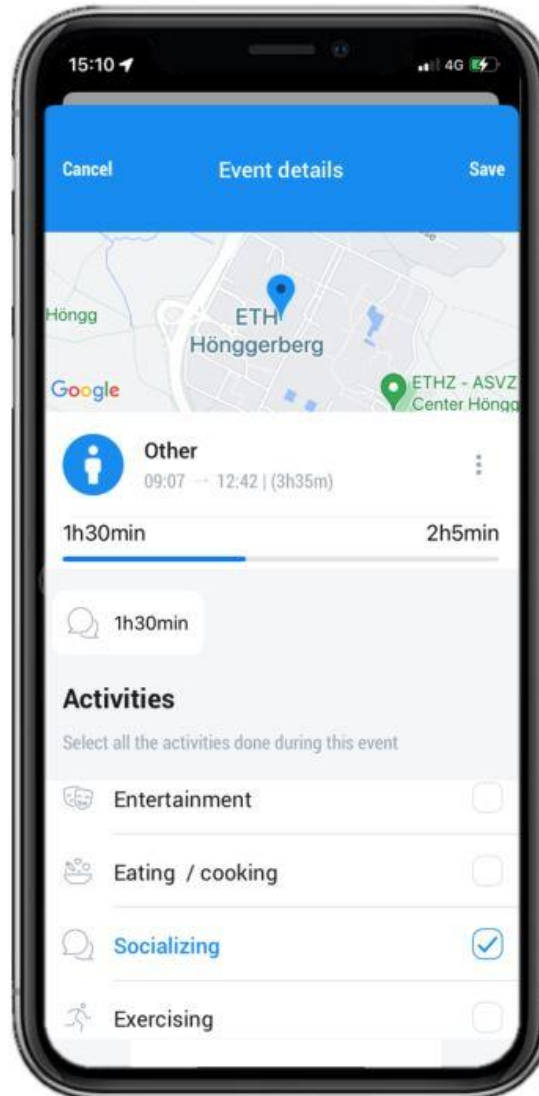 15:10 4G
Cancel Event details Save
Höngg
ETH
Hönggerberg
Google
ETHZ - ASVZ
Center Höngg
Other
09:07 → 12:42 | (3h35m)
1h30min 2h5min
1h30min
Activities
Select all the activities done during this event
Entertainment
Eating / cooking
Socializing
Exercising